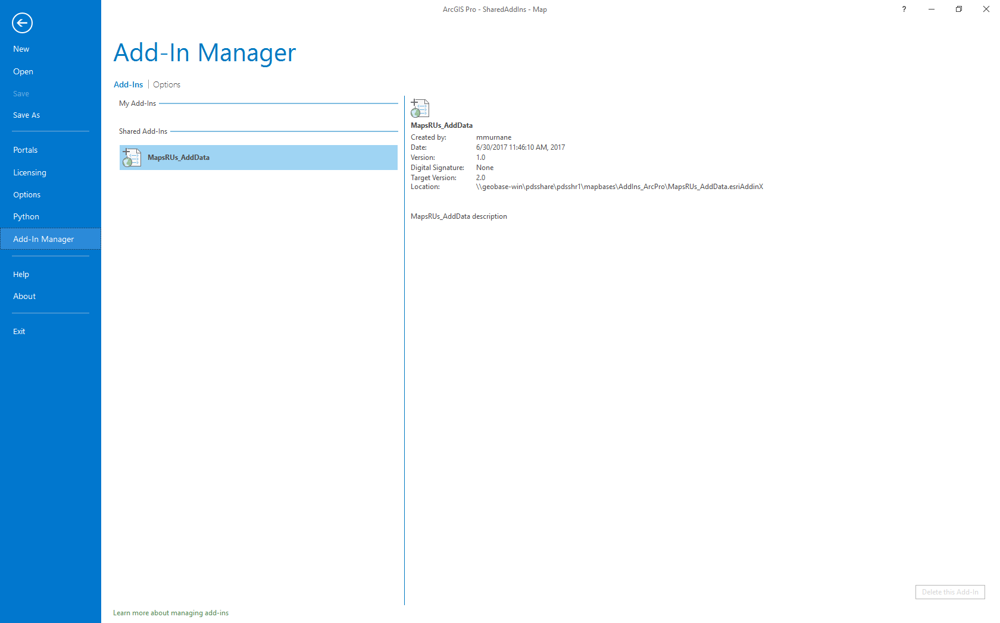 ArcGIS Pro - SharedAddIns - Map
?
New
Open
Save
Save As
Portals
Licensing
Options
Python
Add-In Manager
Help
About
Exit
Add-In Manager
Add-Ins | Options
My Add-Ins
Shared Add-Ins
MapsRUs_AddData
MapsRUs_AddData
Created by: mmurnane
Date: 6/30/2017 11:46:10 AM, 2017
Version: 1.0
Digital Signature: None
Target Version: 2.0
Location: \\geobase-win\pdsshare\pdsshr1\mapbases\AddIns_ArcPro\MapsRUs_AddData.esriAddinX
MapsRUs_AddData description
Delete this Add-In
Learn more about managing add-ins